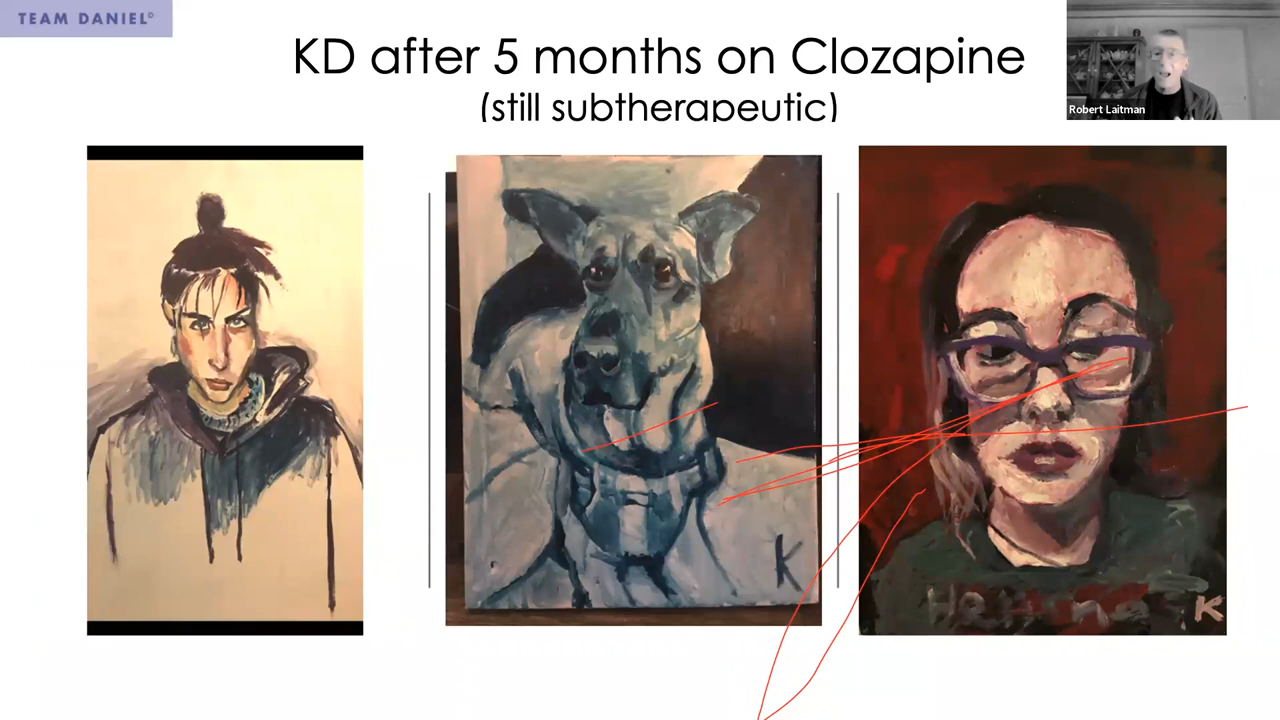 TEAM DANIEL©
KD after 5 months on Clozapine
(still subtherapeutic)
Robert Laitman
K
K